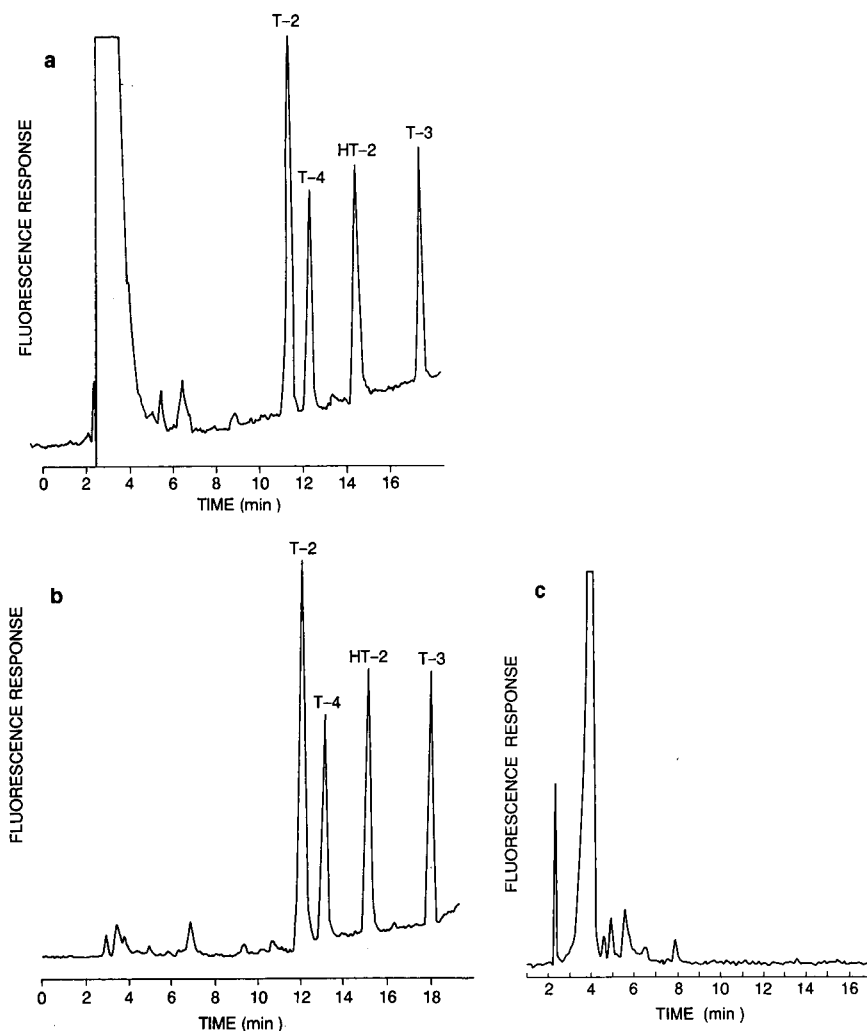 a
FLUORESCENCE RESPONSE
T-2
T-4
HT-2
T-3
0 2 4 6 8 10 12 14 16
TIME (min )
b
FLUORESCENCE RESPONSE
T-2
T-4
HT-2
T-3
0 2 4 6 8 10 12 14 16 18
TIME (min )
c
FLUORESCENCE RESPONSE
2 4 6 8 10 12 14 16
TIME (min)